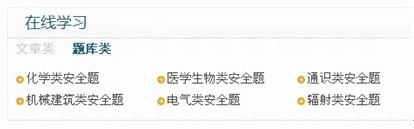 在线学习
文章类 题库类
化学类安全题 医学生物类安全题 通识类安全题
机械建筑类安全题 电气类安全题 辐射类安全题